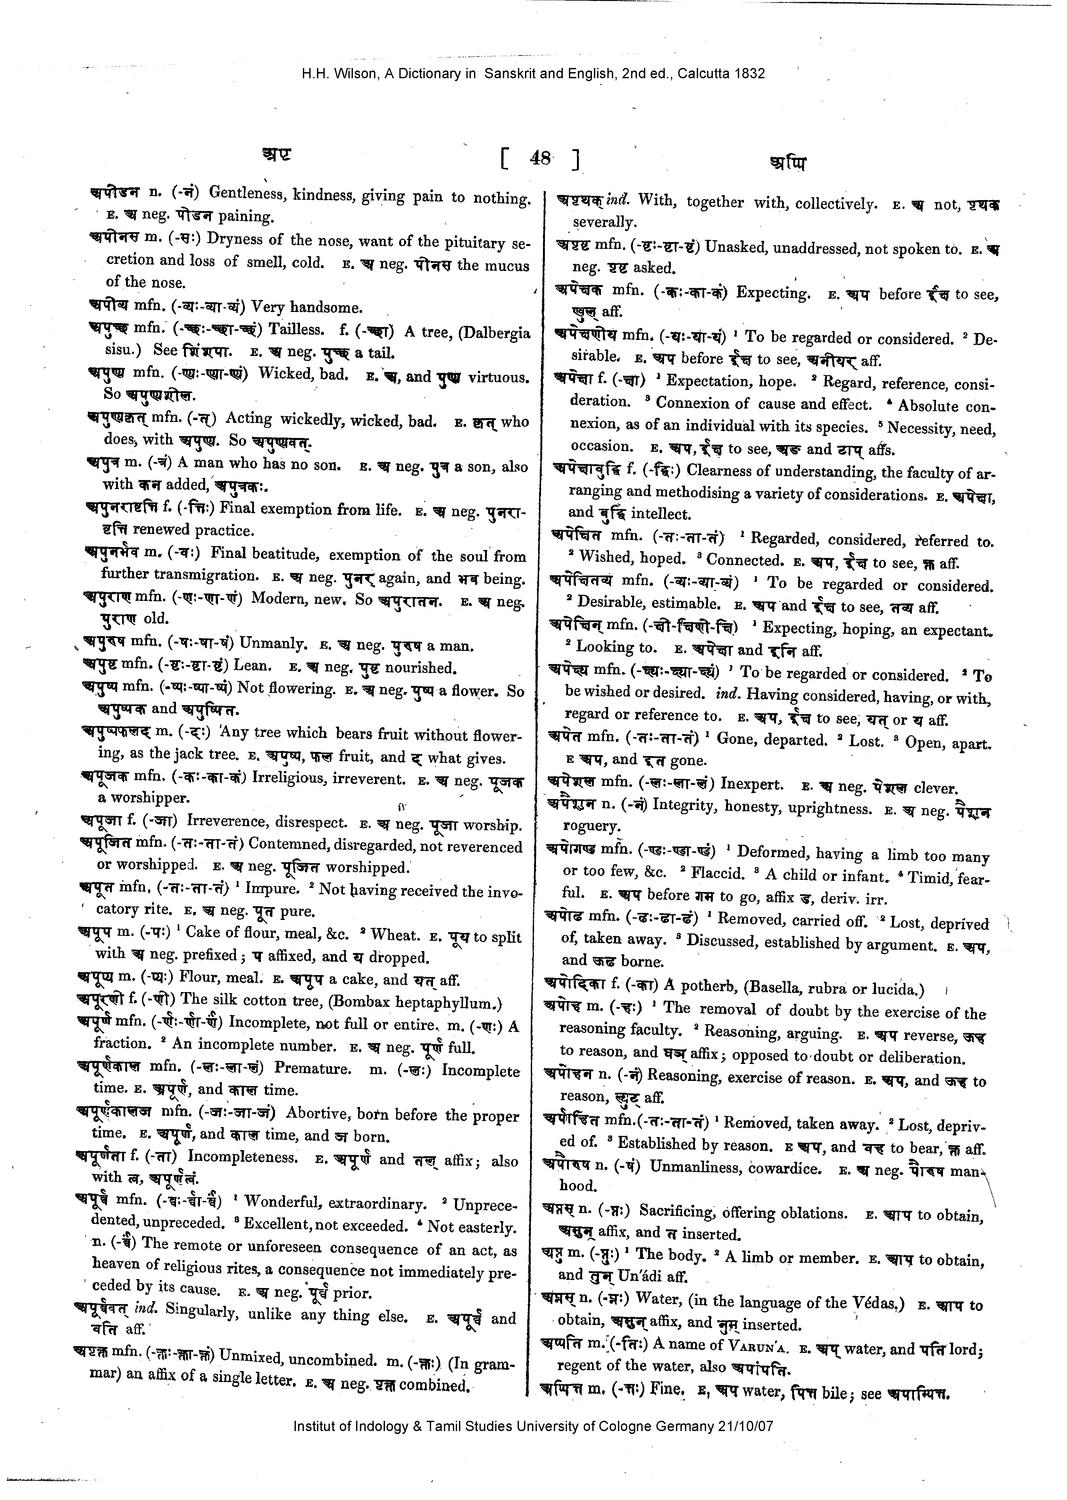 H.H. Wilson, A Dictionary in Sanskrit and English, 2nd ed., Calcutta 1832
अपृ [ 48 ] अप्पि
अपीडन n. (-नं) Gentleness, kindness, giving pain to nothing.
E. अ neg. पीडन paining.
अपीनस m. (-सः) Dryness of the nose, want of the pituitary se-
cretion and loss of smell, cold. E. अ neg. पीनस the mucus
of the nose.
अपीव्य mfn. (-व्यः-व्या-व्यं) Very handsome.
अपुच्छ mfn. (-च्छः-च्छा-च्छं) Tailless. f. (-च्छा) A tree, (Dalbergia
sisu.) See शिंशपा. E. अ neg. पुच्छ a tail.
अपुण्य mfn. (-ण्यः-ण्या-ण्यं) Wicked, bad. E. अ, and पुण्य virtuous.
So अपुण्यशील.
अपुण्यकृत् mfn. (-त्) Acting wickedly, wicked, bad. E. कृत् who
does, with अपुण्य. So अपुण्यवत्.
अपुत्र m. (-त्रः) A man who has no son. E. अ neg. पुत्र a son, also
with कन added, अपुत्रकः.
अपुनरावृत्ति f. (-त्तिः) Final exemption from life. E. अ neg. पुनरा-
वृत्ति renewed practice.
अपुनर्भव m. (-वः) Final beatitude, exemption of the soul from
further transmigration. E. अ neg. पुनर् again, and भव being.
अपुराण mfn. (-णः-णा-णं) Modern, new. So अपुरातन. E. अ neg.
पुराण old.
अपुरुष mfn. (-षः-षा-षं) Unmanly. E. अ neg. पुरुष a man.
अपुष्ट mfn. (-ष्टः-ष्टा-ष्टं) Lean. E. अ neg. पुष्ट nourished.
अपुष्प mfn. (-ष्पः-ष्पा-ष्पं) Not flowering. E. अ neg. पुष्प a flower. So
अपुष्पक and अपुष्पित.
अपुष्पफलद m. (-दः) Any tree which bears fruit without flower-
ing, as the jack tree. E. अपुष्प, फल fruit, and द what gives.
अपूजक mfn. (-कः-का-कं) Irreligious, irreverent. E. अ neg. पूजक
a worshipper.
अपूजा f. (-जा) Irreverence, disrespect. E. अ neg. पूजा worship.
अपूजित mfn. (-तः-ता-तं) Contemned, disregarded, not reverenced
or worshipped. E. अ neg. पूजित worshipped.
अपूत mfn. (-तः-ता-तं) ¹ Impure. ² Not having received the invo-
catory rite. E. अ neg. पूत pure.
अपूप m. (-पः) ¹ Cake of flour, meal, &c. ² Wheat. E. पूय to split
with अ neg. prefixed; प affixed, and य dropped.
अपूप्य m. (-प्यः) Flour, meal. E. अपूप a cake, and यत् aff.
अपूरणी f. (-णी) The silk cotton tree, (Bombax heptaphyllum.)
अपूर्ण mfn. (-र्णः-र्णा-र्णं) Incomplete, not full or entire. m. (-णः) A
fraction. ² An incomplete number. E. अ neg. पूर्ण full.
अपूर्णकाल mfn. (-लः-ला-लं) Premature. m. (-लः) Incomplete
time. E. अपूर्ण, and काल time.
अपूर्णकालज mfn. (-जः-जा-जं) Abortive, born before the proper
time. E. अपूर्ण, and काल time, and ज born.
अपूर्णता f. (-ता) Incompleteness. E. अपूर्ण and तल् affix; also
with त्व, अपूर्णत्वं.
अपूर्व mfn. (-र्वः-र्वा-र्वं) ¹ Wonderful, extraordinary. ² Unprece-
dented, unpreceded. ³ Excellent, not exceeded. ⁴ Not easterly.
n. (-र्वं) The remote or unforeseen consequence of an act, as
heaven of religious rites, a consequence not immediately pre-
ceded by its cause. E. अ neg. पूर्व prior.
अपूर्ववत् ind. Singularly, unlike any thing else. E. अपूर्व and
वति aff.
अपृक्त mfn. (-क्तः-क्ता-क्तं) Unmixed, uncombined. m. (-क्तः) (In gram-
mar) an affix of a single letter. E. अ neg. पृक्त combined.
अपृथक् ind. With, together with, collectively. E. अ not, पृथक
severally.
अपृष्ट mfn. (-ष्टः-ष्टा-ष्टं) Unasked, unaddressed, not spoken to. E. अ
neg. पृष्ट asked.
अपेक्षक mfn. (-कः-का-कं) Expecting. E. अप before ईक्ष to see,
ण्वुल् aff.
अपेक्षणीय mfn. (-यः-या-यं) ¹ To be regarded or considered. ² De-
sirable. E. अप before ईक्ष to see, अनीयर् aff.
अपेक्षा f. (-क्षा) ¹ Expectation, hope. ² Regard, reference, consi-
deration. ³ Connexion of cause and effect. ⁴ Absolute con-
nexion, as of an individual with its species. ⁵ Necessity, need,
occasion. E. अप, ईक्ष to see, अङ and टाप् affs.
अपेक्षाबुद्धि f. (-द्धिः) Clearness of understanding, the faculty of ar-
ranging and methodising a variety of considerations. E. अपेक्षा,
and बुद्धि intellect.
अपेक्षित mfn. (-तः-ता-तं) ¹ Regarded, considered, referred to.
² Wished, hoped. ³ Connected. E. अप, ईक्ष to see, क्त aff.
अपेक्षितव्य mfn. (-व्यः-व्या-व्यं) ¹ To be regarded or considered.
² Desirable, estimable. E. अप and ईक्ष to see, तव्य aff.
अपेक्षिन् mfn. (-क्षी-क्षिणी-क्षि) ¹ Expecting, hoping, an expectant.
² Looking to. E. अपेक्षा and इनि aff.
अपेक्ष्य mfn. (-क्ष्यः-क्ष्या-क्ष्यं) ¹ To be regarded or considered. ² To
be wished or desired. ind. Having considered, having, or with,
regard or reference to. E. अप, ईक्ष to see, यत् or य aff.
अपेत mfn. (-तः-ता-तं) ¹ Gone, departed. ² Lost. ³ Open, apart.
E अप, and इत gone.
अपेशल mfn. (-लः-ला-लं) Inexpert. E. अ neg. पेशल clever.
अपैशुन n. (-नं) Integrity, honesty, uprightness. E. अ neg. पैशुन
roguery.
अपोगण्ड mfn. (-ण्डः-ण्डा-ण्डं) ¹ Deformed, having a limb too many
or too few, &c. ² Flaccid. ³ A child or infant. ⁴ Timid, fear-
ful. E. अप before गम to go, affix ड, deriv. irr.
अपोढ mfn. (-ढः-ढा-ढं) ¹ Removed, carried off. ² Lost, deprived
of, taken away. ³ Discussed, established by argument. E. अप,
and ऊढ borne.
अपोदिका f. (-का) A potherb, (Basella, rubra or lucida.)
अपोह m. (-हः) ¹ The removal of doubt by the exercise of the
reasoning faculty. ² Reasoning, arguing. E. अप reverse, ऊह
to reason, and घञ् affix; opposed to doubt or deliberation.
अपोहन n. (-नं) Reasoning, exercise of reason. E. अप, and ऊह to
reason, ल्युट् aff.
अपोहित mfn. (-तः-ता-तं) ¹ Removed, taken away. ² Lost, depriv-
ed of. ³ Established by reason. E अप, and वह to bear, क्त aff.
अपौरुष n. (-षं) Unmanliness, cowardice. E. अ neg. पौरुष man-
hood.
अप्नस् n. (-प्नः) Sacrificing, offering oblations. E. आप to obtain,
असुन् affix, and न inserted.
अप्तु m. (-प्तुः) ¹ The body. ² A limb or member. E. आप to obtain,
and तुन् Un'ádi aff.
अप्नस् n. (-प्नः) Water, (in the language of the Védas.) E. आप to
obtain, असुन् affix, and नुम् inserted.
अप्पति m. (-तिः) A name of VARUN'A. E. अप् water, and पति lord;
regent of the water, also अपांपति.
अप्पित्त m. (-त्तः) Fine. E, अप water, पित्त bile; see अपाम्पित्त.
Institut of Indology & Tamil Studies University of Cologne Germany 21/10/07